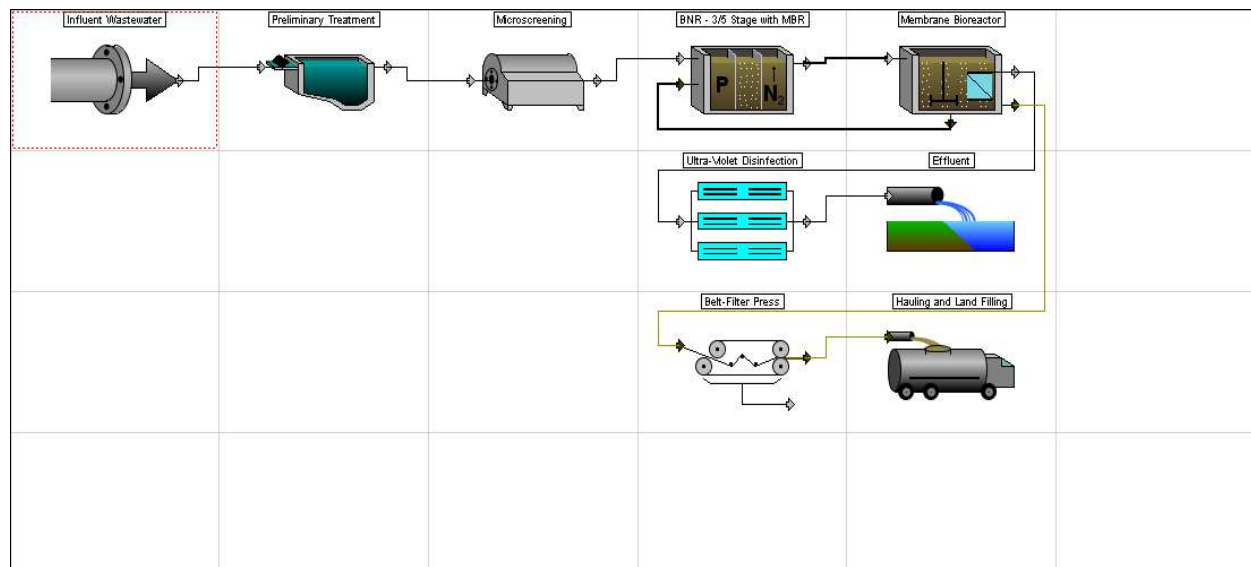 Influent Wastewater
Preliminary Treatment
Microscreening
BNR - 3/5 Stage with MBR
Membrane Bioreactor
P
N2
Ultra-Violet Disinfection
Effluent
Belt-Filter Press
Hauling and Land Filling